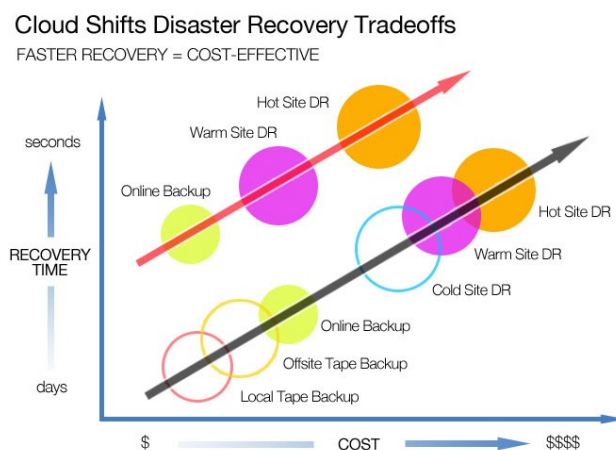 Cloud Shifts Disaster Recovery Tradeoffs
FASTER RECOVERY = COST-EFFECTIVE
Hot Site DR
Warm Site DR
Online Backup
seconds
RECOVERY
TIME
days
Hot Site DR
Warm Site DR
Cold Site DR
Online Backup
Offsite Tape Backup
Local Tape Backup
$
COST
$$$$